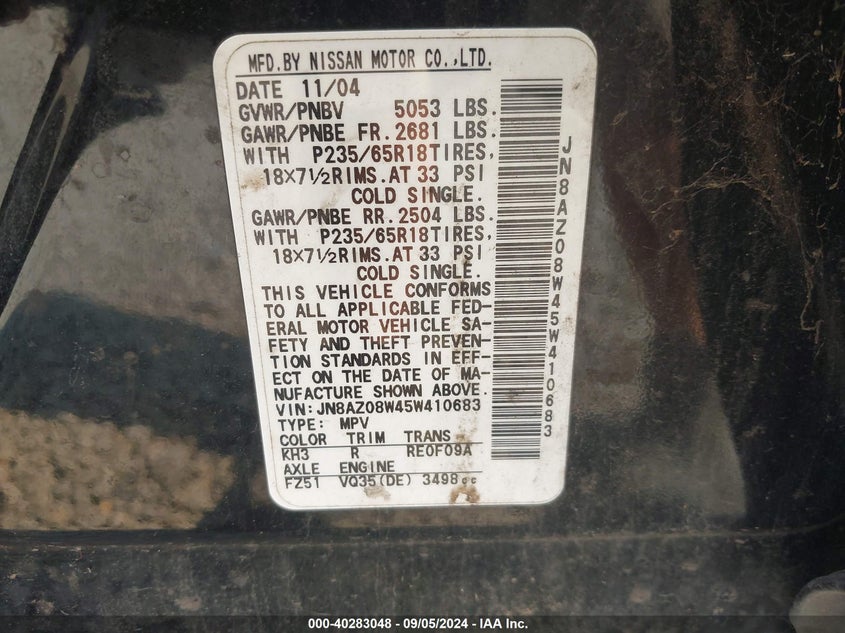 MFD.BY NISSAN MOTOR CO.,LTD.
DATE 11/04
GVWR/PNBV 5053 LBS.
GAWR/PNBE FR.2681 LBS.
WITH P235/65R18TIRES,
18×7½RIMS.AT 33 PSI
COLD SINGLE.
GAWR/PNBE RR.2504 LBS.
WITH P235/65R18TIRES,
18×7½RIMS.AT 33 PSI
COLD SINGLE.
THIS VEHICLE CONFORMS
TO ALL APPLICABLE FED-
ERAL MOTOR VEHICLE SA-
FETY AND THEFT PREVEN-
TION STANDARDS IN EFF-
ECT ON THE DATE OF MA-
NUFACTURE SHOWN ABOVE.
VIN:JN8AZ08W45W410683
TYPE: MPV
COLOR TRIM TRANS
KH3 R RE0F09A
AXLE ENGINE
FZ51 VQ35(DE) 3498cc
JN8AZ08W45W410683
000-40283048 - 09/05/2024 - IAA Inc.